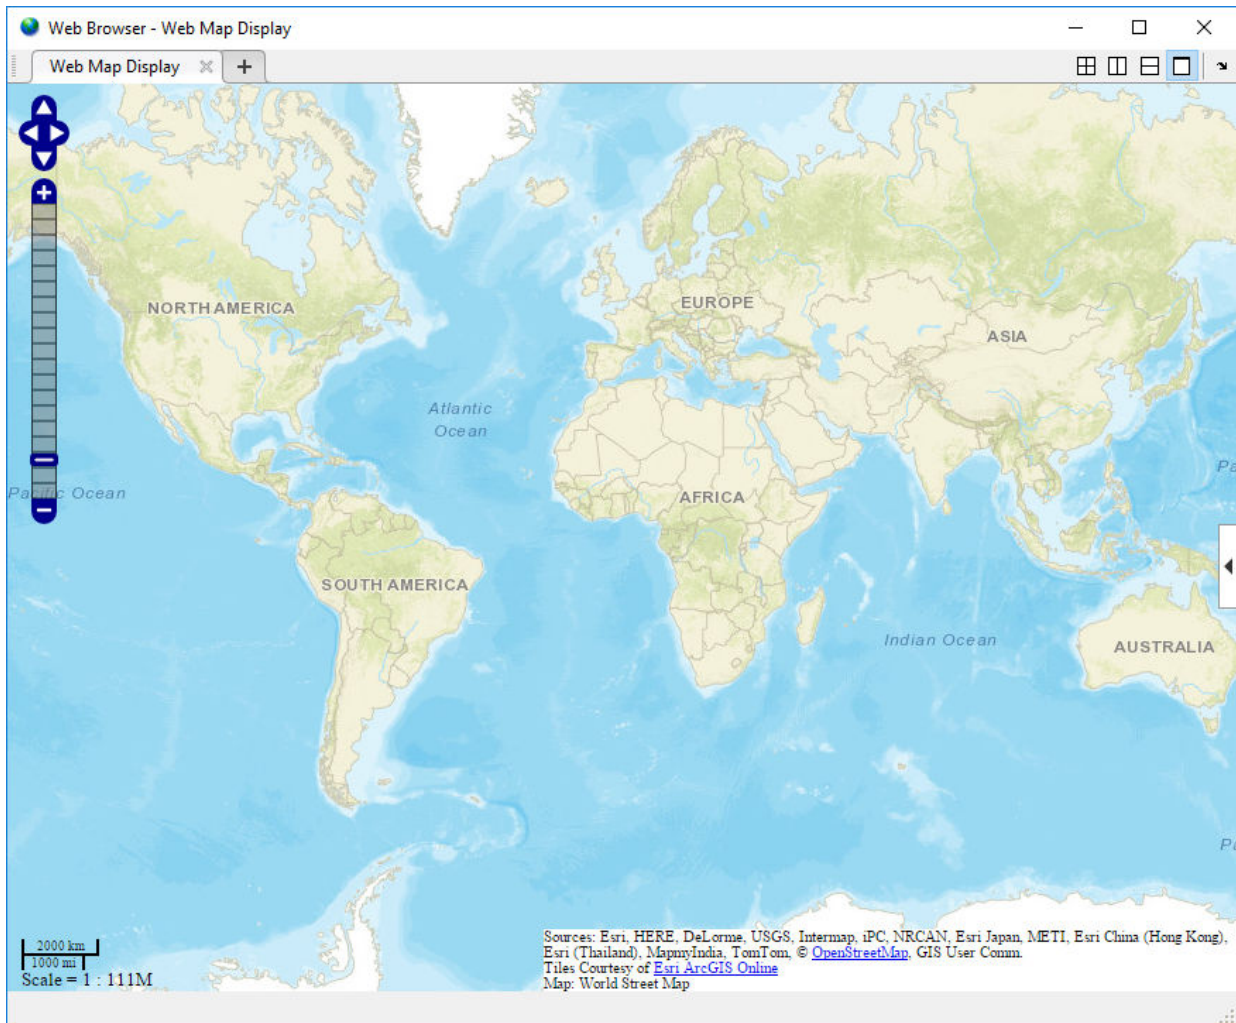 Web Browser - Web Map Display
Web Map Display
NORTH AMERICA
EUROPE
ASIA
Atlantic
Ocean
Pa
Pacific Ocean
AFRICA
SOUTH AMERICA
Indian Ocean
AUSTRALIA
Pa
2000 km
1000 mi
Scale = 1 : 111M
Sources: Esri, HERE, DeLorme, USGS, Intermap, iPC, NRCAN, Esri Japan, METI, Esri China (Hong Kong),
Esri (Thailand), MapmyIndia, TomTom, © OpenStreetMap, GIS User Comm.
Tiles Courtesy of Esri ArcGIS Online
Map: World Street Map